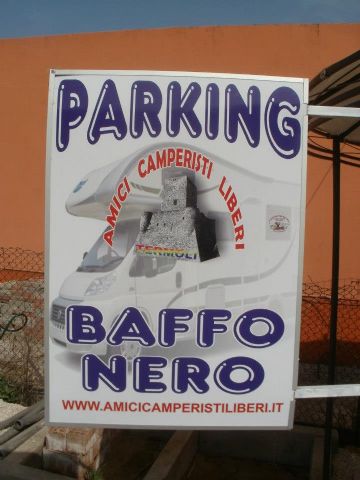 PARKING
AMICI CAMPERISTI LIBERI
TERMOLI
BAFFO
NERO
WWW.AMICICAMPERISTILIBERI.IT